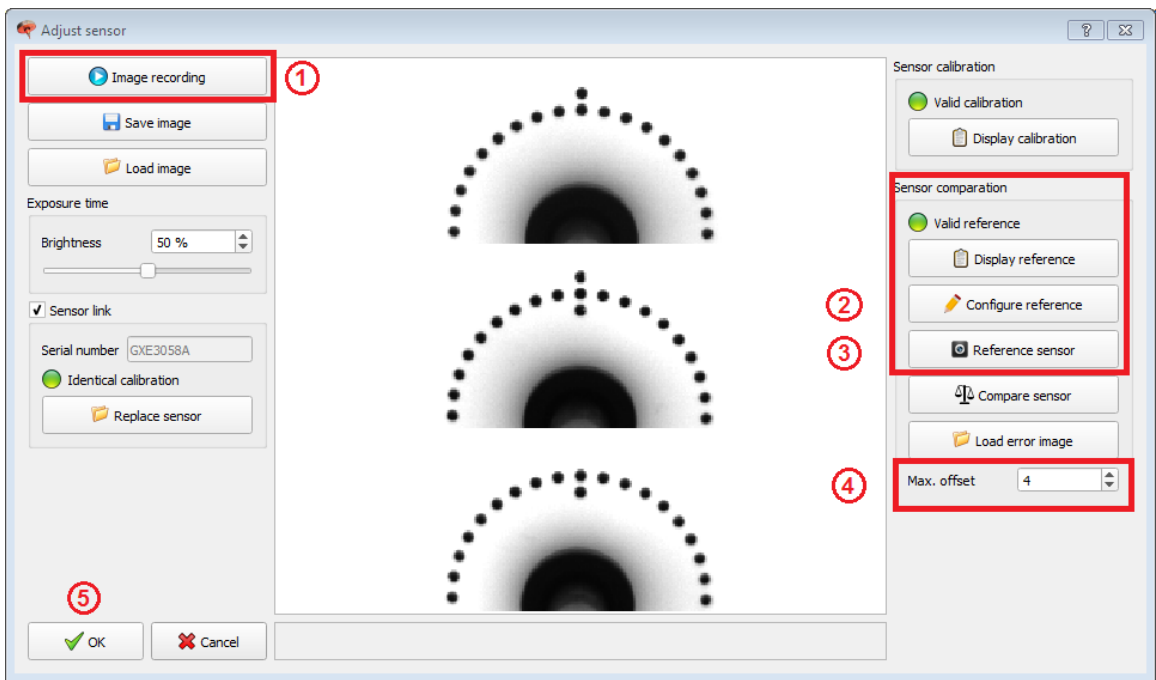 Adjust sensor
Image recording
1
Save image
Load image
Exposure time
Brightness
50 %
Sensor link
Serial number
GXE3058A
Identical calibration
Replace sensor
Sensor calibration
Valid calibration
Display calibration
Sensor comparation
Valid reference
Display reference
2
Configure reference
3
Reference sensor
Compare sensor
Load error image
4
Max. offset
4
5
OK
Cancel